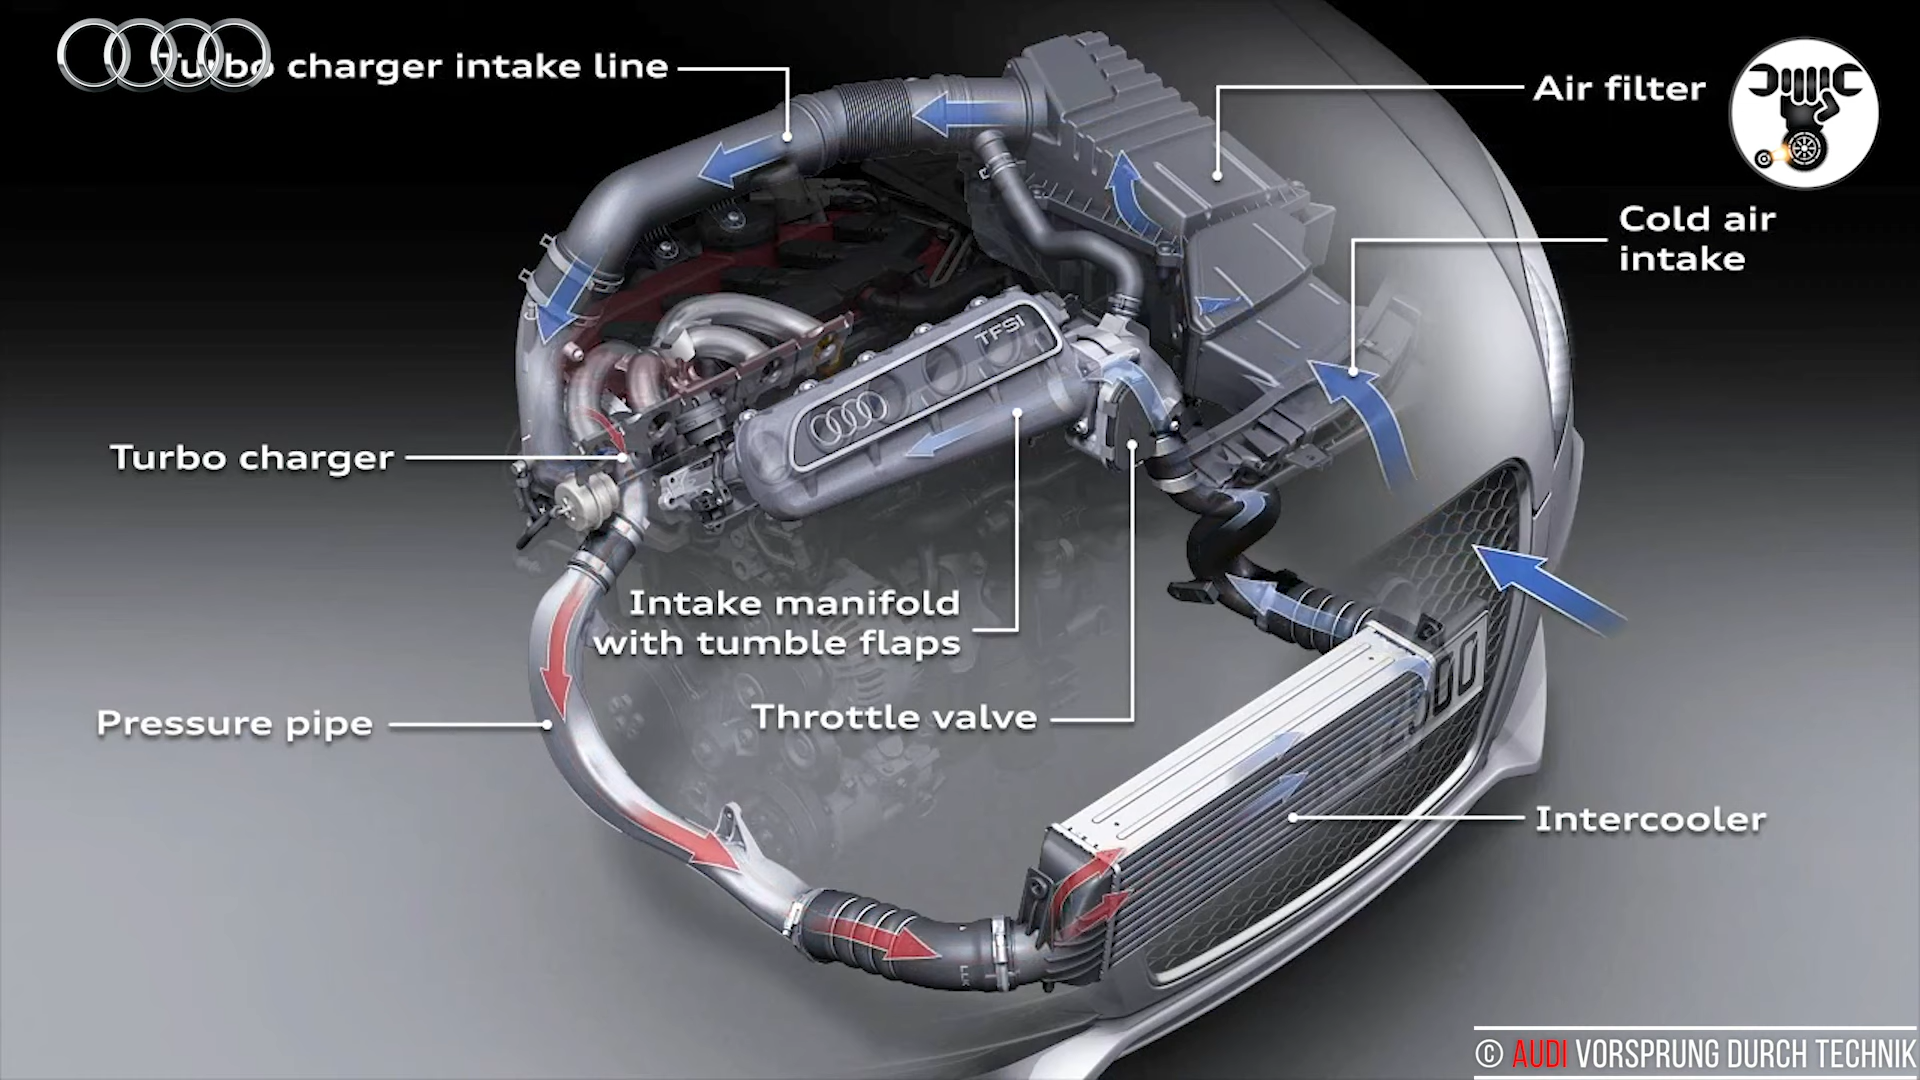 Turbo charger intake line
Air filter
Cold air
intake
TFSI
Turbo charger
Intake manifold
with tumble flaps
Throttle valve
Pressure pipe
Intercooler
© AUDI VORSPRUNG DURCH TECHNIK